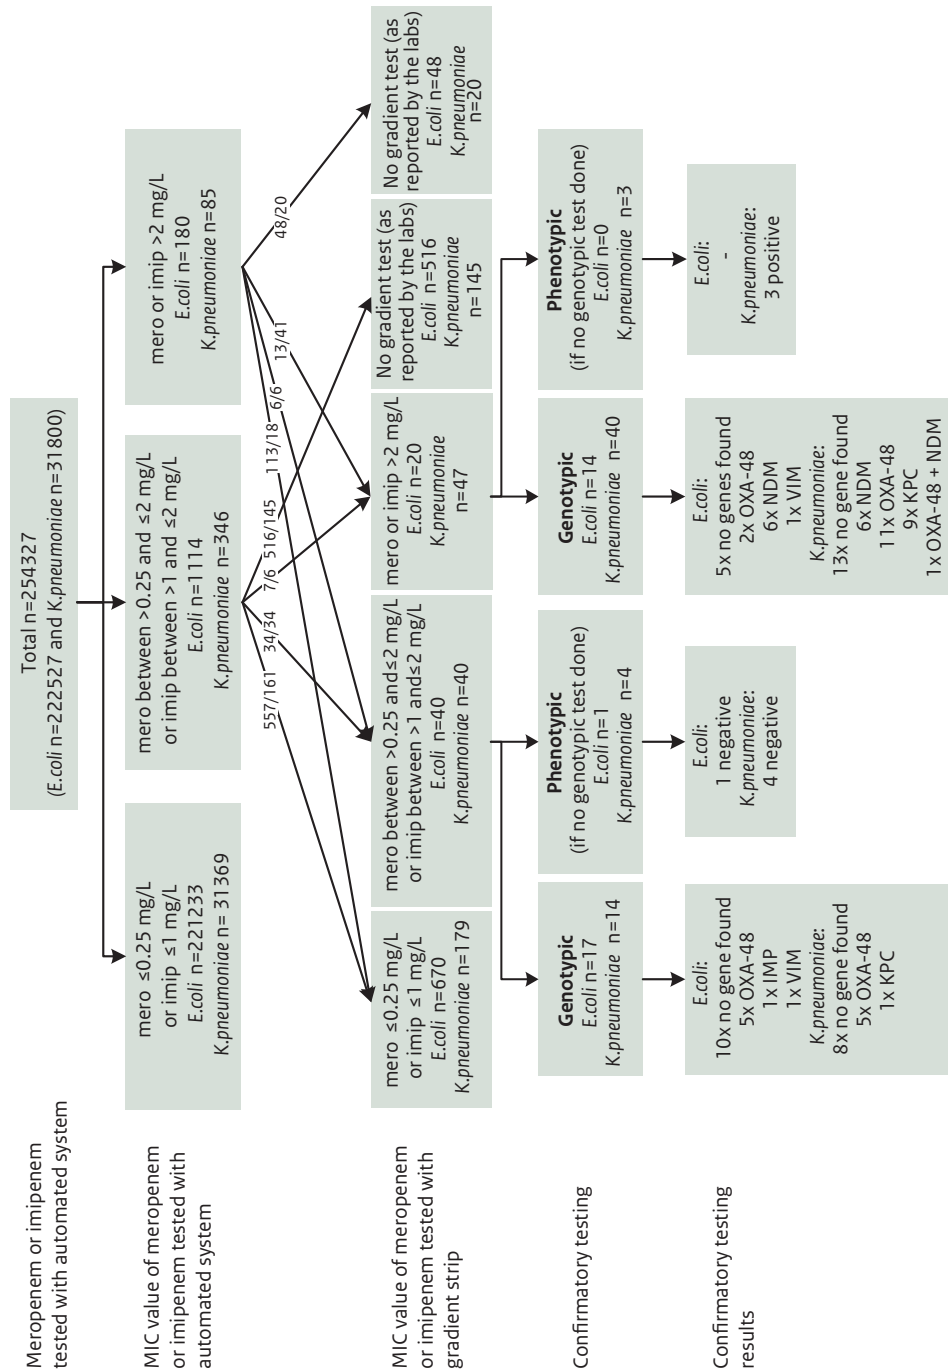 Meropenem or imipenem
tested with automated system
Total n=254327
(E.coli n=222527 and K.pneumoniae n=31800)
MIC value of meropenem
or imipenem tested with
automated system
mero ≤0.25 mg/L
or imip ≤1 mg/L
E.coli n=221233
K.pneumoniae n= 31369
mero between >0.25 and ≤2 mg/L
or imip between >1 and ≤2 mg/L
E.coli n=1114
K.pneumoniae n=346
mero or imip >2 mg/L
E.coli n=180
K.pneumoniae n=85
557/161
34/34
7/6
516/145
113/18
6/6
13/41
48/20
MIC value of meropenem
or imipenem tested with
gradient strip
mero ≤0.25 mg/L
or imip ≤1 mg/L
E.coli n=670
K.pneumoniae n=179
mero between >0.25 and≤2 mg/L
or imip between >1 and≤2 mg/L
E.coli n=40
K.pneumoniae n=40
mero or imip >2 mg/L
E.coli n=20
K.pneumoniae
n=47
No gradient test (as
reported by the labs)
E.coli n=516
K.pneumoniae
n=145
No gradient test (as
reported by the labs)
E.coli n=48
K.pneumoniae
n=20
Confirmatory testing
Genotypic
E.coli n=17
K.pneumoniae n=14
Phenotypic
(if no genotypic test done)
E.coli n=1
K.pneumoniae n=4
Genotypic
E.coli n=14
K.pneumoniae n=40
Phenotypic
(if no genotypic test done)
E.coli n=0
K.pneumoniae n=3
Confirmatory testing
results
E.coli:
10x no gene found
5x OXA-48
1x IMP
1x VIM
K.pneumoniae:
8x no gene found
5x OXA-48
1x KPC
E.coli:
1 negative
K.pneumoniae:
4 negative
E.coli:
5x no genes found
2x OXA-48
6x NDM
1x VIM
K.pneumoniae:
13x no gene found
6x NDM
11x OXA-48
9x KPC
1x OXA-48 + NDM
E.coli:
-
K.pneumoniae:
3 positive